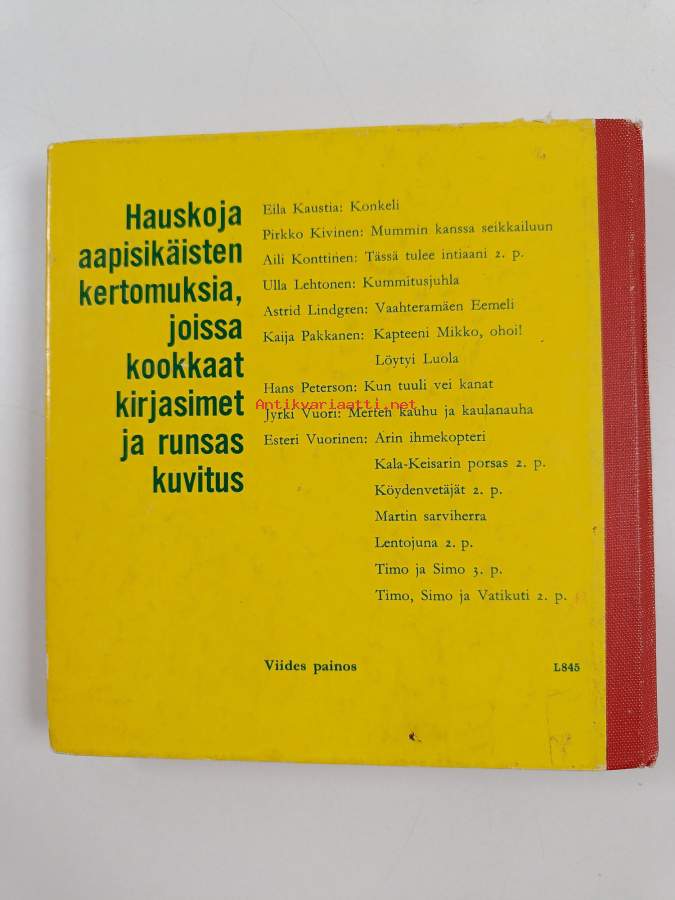 Hauskoja
aapisikäisten
kertomuksia,
joissa
kookkaat
kirjasimet
ja runsas
kuvitus
Eila Kaustia: Konkeli
Pirkko Kivinen: Mummin kanssa seikkailuun
Aili Konttinen: Tässä tulee intiaani 2. p.
Ulla Lehtonen: Kummitusjuhla
Astrid Lindgren: Vaahteramäen Eemeli
Kaija Pakkanen: Kapteeni Mikko, ohoi!
Löytyi Luola
Hans Peterson: Kun tuuli vei kanat
Antikvariaatti.net
Jyrki Vuori: Merten kauhu ja kaulanauha
Esteri Vuorinen: Arin ihmekopteri
Kala-Keisarin porsas 2. p.
Köydenvetäjät 2. p.
Martin sarviherra
Lentojuna 2. p.
Timo ja Simo 3. p.
Timo, Simo ja Vatikuti 2. p.
Viides painos
L845